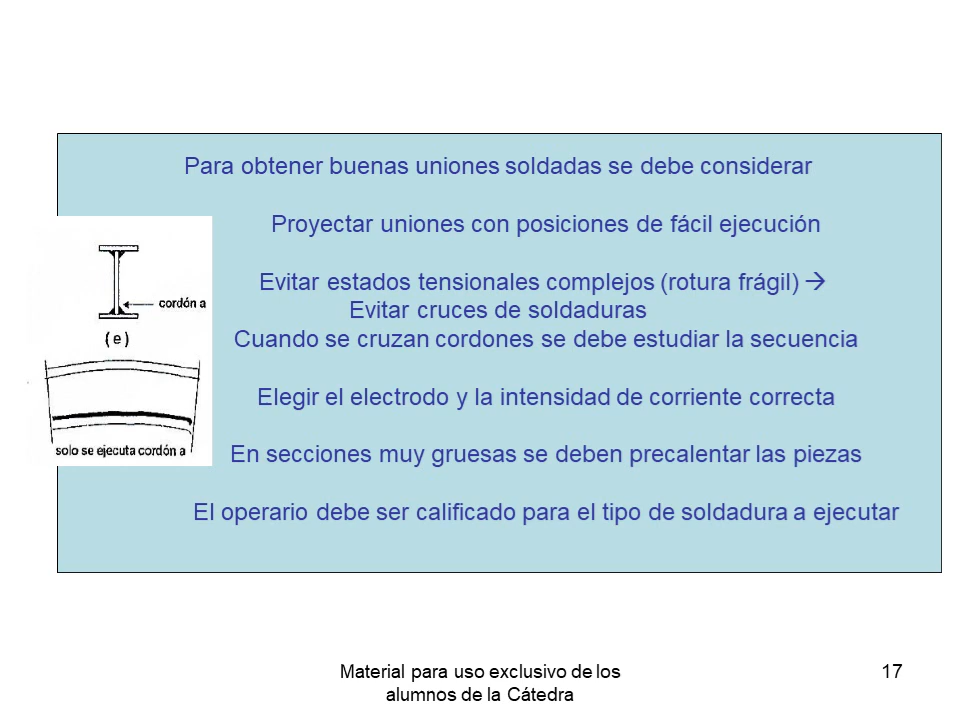 Para obtener buenas uniones soldadas se debe considerar
Proyectar uniones con posiciones de fácil ejecución
Evitar estados tensionales complejos (rotura frágil) →
Evitar cruces de soldaduras
Cuando se cruzan cordones se debe estudiar la secuencia
Elegir el electrodo y la intensidad de corriente correcta
En secciones muy gruesas se deben precalentar las piezas
El operario debe ser calificado para el tipo de soldadura a ejecutar
cordón a
(e)
solo se ejecuta cordón a
Material para uso exclusivo de los
alumnos de la Cátedra
17